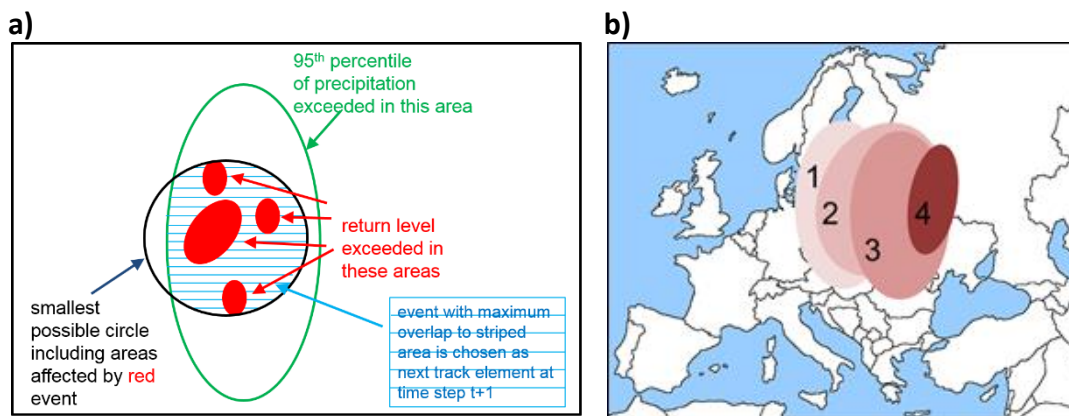 a)
95th percentile
of precipitation
exceeded in this area
return level
exceeded in
these areas
smallest
possible circle
including areas
affected by red
event
event with maximum
overlap to striped
area is chosen as
next track element at
time step t+1
b)
1
2
3
4